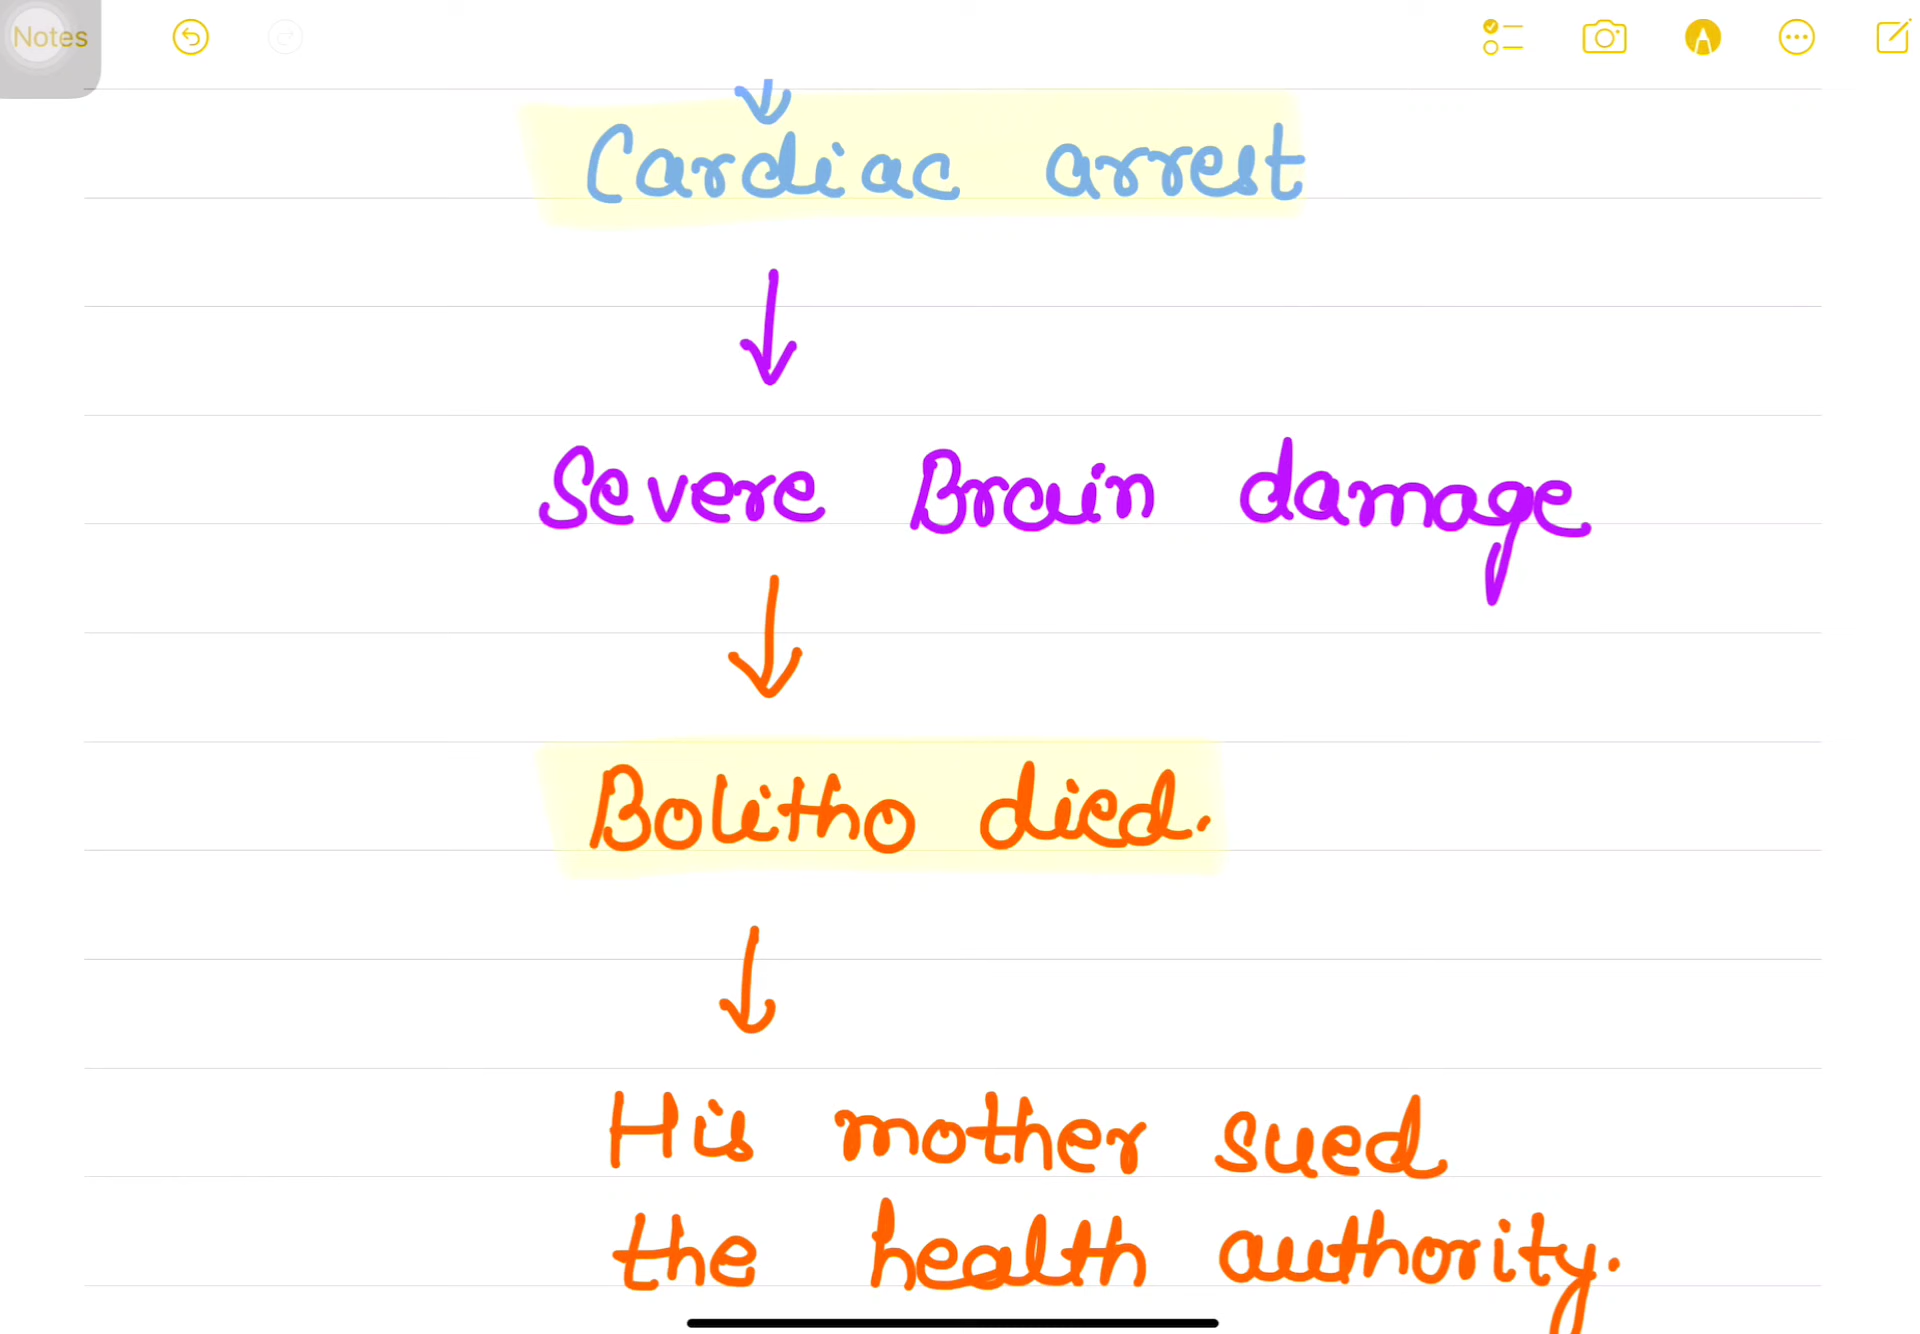 Notes
Cardiac arrest
Severe Brain damage
Bolitho died.
His mother sued
the health authority.